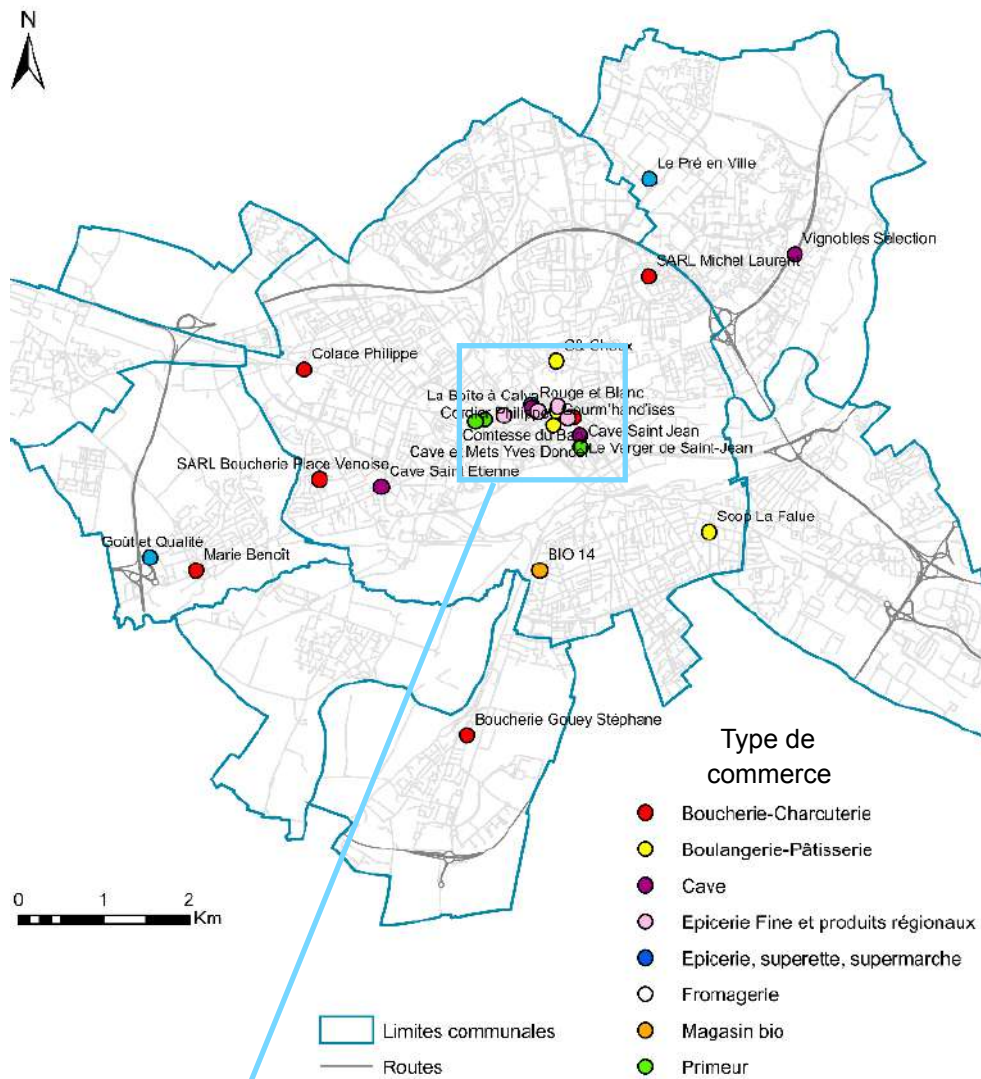 N
Le Pré en Ville
Vignobles Sélection
SARL Michel Laurent
Colace Philippe
La Boîte à Calva
Rouge et Blanc
Cordier Philippe
Gourm'handises
Comtesse du
Cave Saint Jean
Cave et Mets Yves
Le Verger de Saint-Jean
SARL Boucherie Place Venoise
Cave Saint Etienne
Scop La Falue
Goût et Qualité
Marie Benoît
BIO 14
Boucherie Gouey Stéphane
Type de
commerce
Boucherie-Charcuterie
Boulangerie-Pâtisserie
Cave
Epicerie Fine et produits régionaux
Epicerie, superette, supermarche
Fromagerie
Magasin bio
Primeur
0 1 2
Km
Limites communales
Routes